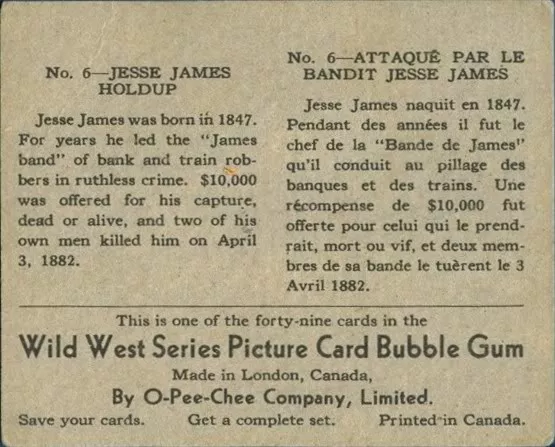 No. 6—JESSE JAMES
HOLDUP
Jesse James was born in 1847.
For years he led the "James
band" of bank and train rob-
bers in ruthless crime. $10,000
was offered for his capture,
dead or alive, and two of his
own men killed him on April
3, 1882.
No. 6—ATTAQUÊ PAR LE
BANDIT JESSE JAMES
Jesse James naquit en 1847.
Pendant des années il fut le
chef de la "Bande de James"
qu'il conduit au pillage des
banques et des trains. Une
récompense de $10,000 fut
offerte pour celui qui le prend-
rait, mort ou vif, et deux mem-
bres de sa bande le tuèrent le 3
Avril 1882.
This is one of the forty-nine cards in the
Wild West Series Picture Card Bubble Gum
Made in London, Canada,
By O-Pee-Chee Company, Limited.
Save your cards. Get a complete set. Printed in Canada.